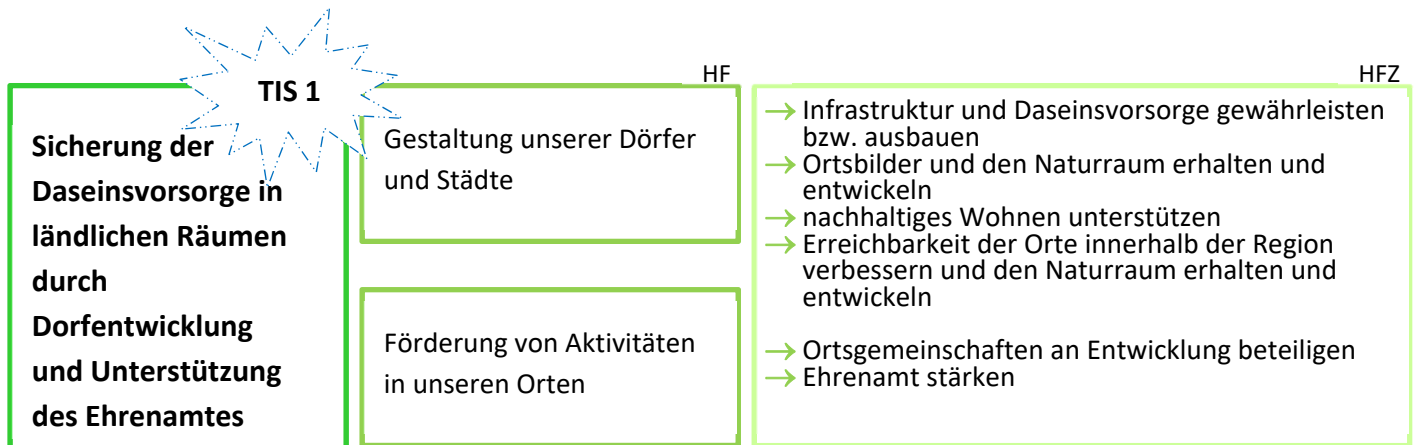 TIS 1
Sicherung der
Daseinsvorsorge in
ländlichen Räumen
durch
Dorfentwicklung
und Unterstützung
des Ehrenamtes
HF
Gestaltung unserer Dörfer
und Städte
Förderung von Aktivitäten
in unseren Orten
HFZ
→ Infrastruktur und Daseinsvorsorge gewährleisten
bzw. ausbauen
→ Ortsbilder und den Naturraum erhalten und
entwickeln
→ nachhaltiges Wohnen unterstützen
→ Erreichbarkeit der Orte innerhalb der Region
verbessern und den Naturraum erhalten und
entwickeln
→ Ortsgemeinschaften an Entwicklung beteiligen
→ Ehrenamt stärken